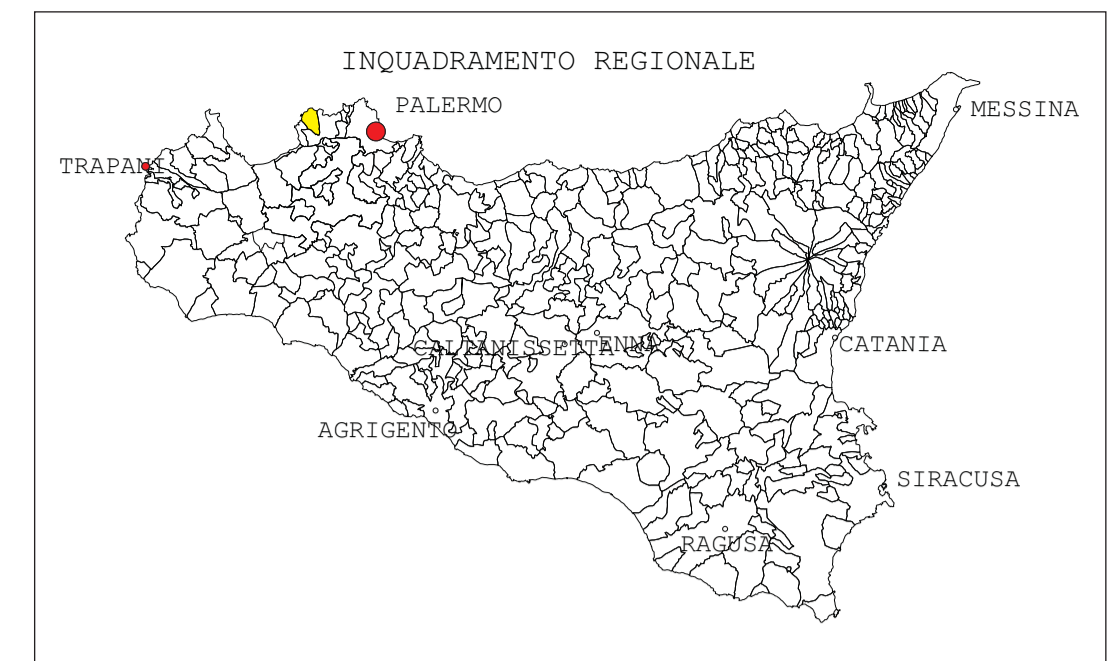 INQUADRAMENTO REGIONALE
PALERMO
MESSINA
TRAPANI
CALTANISSETTA
ENNA
CATANIA
AGRIGENTO
SIRACUSA
RAGUSA